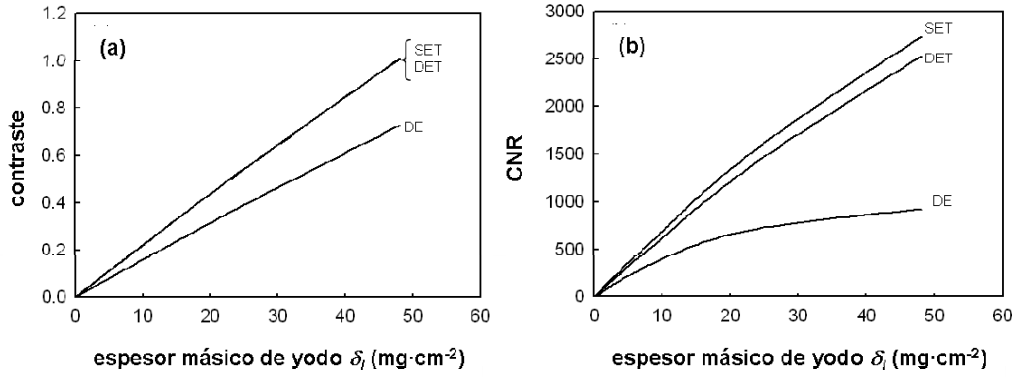 (a)
1.2
1.0
0.8
0.6
0.4
0.2
0.0
contraste
SET
DET
DE
0 10 20 30 40 50 60
espesor másico de yodo δI (mg·cm-2)
(b)
3000
2500
2000
1500
1000
500
0
CNR
SET
DET
DE
0 10 20 30 40 50 60
espesor másico de yodo δI (mg·cm-2)